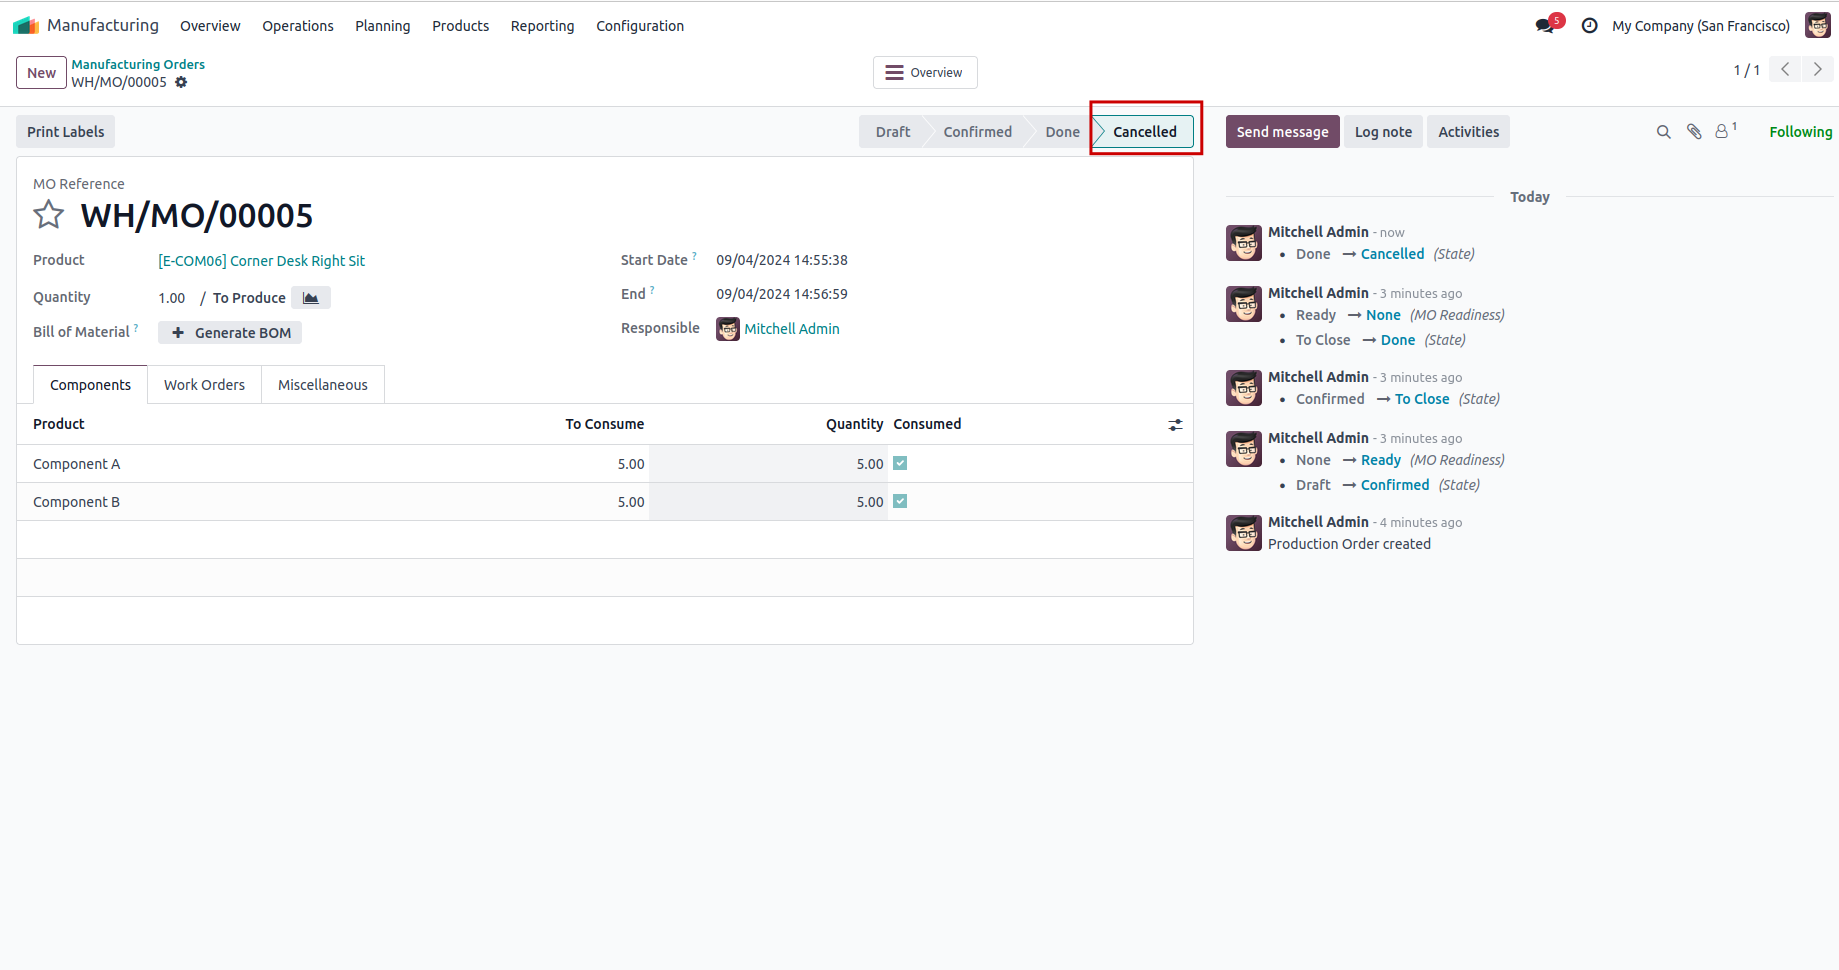 Manufacturing Overview Operations Planning Products Reporting Configuration 5 My Company (San Francisco)
New Manufacturing Orders
WH/MO/00005
Overview
1 / 1
Print Labels
Draft Confirmed Done Cancelled
Send message Log note Activities 1 Following
MO Reference
WH/MO/00005
Product [E-COM06] Corner Desk Right Sit
Quantity 1.00 / To Produce
Bill of Material ? Generate BOM
Start Date ? 09/04/2024 14:55:38
End ? 09/04/2024 14:56:59
Responsible Mitchell Admin
Components Work Orders Miscellaneous
Product To Consume Quantity Consumed
Component A 5.00 5.00
Component B 5.00 5.00
Today
Mitchell Admin - now
• Done → Cancelled (State)
Mitchell Admin - 3 minutes ago
• Ready → None (MO Readiness)
• To Close → Done (State)
Mitchell Admin - 3 minutes ago
• Confirmed → To Close (State)
Mitchell Admin - 3 minutes ago
• None → Ready (MO Readiness)
• Draft → Confirmed (State)
Mitchell Admin - 4 minutes ago
Production Order created